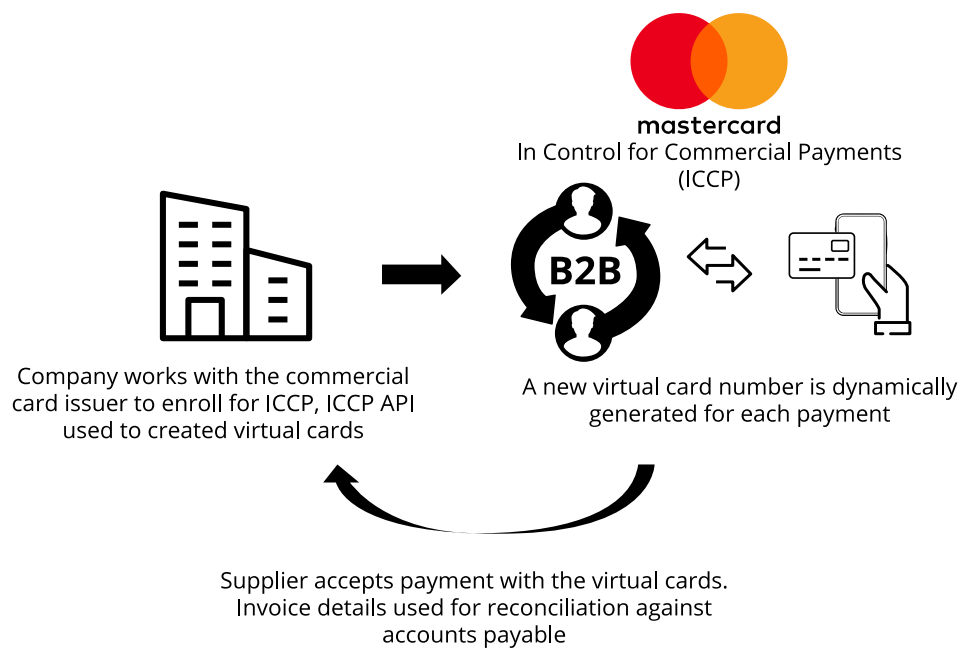 mastercard
In Control for Commercial Payments
(ICCP)
B2B
Company works with the commercial
card issuer to enroll for ICCP, ICCP API
used to created virtual cards
A new virtual card number is dynamically
generated for each payment
Supplier accepts payment with the virtual cards.
Invoice details used for reconciliation against
accounts payable